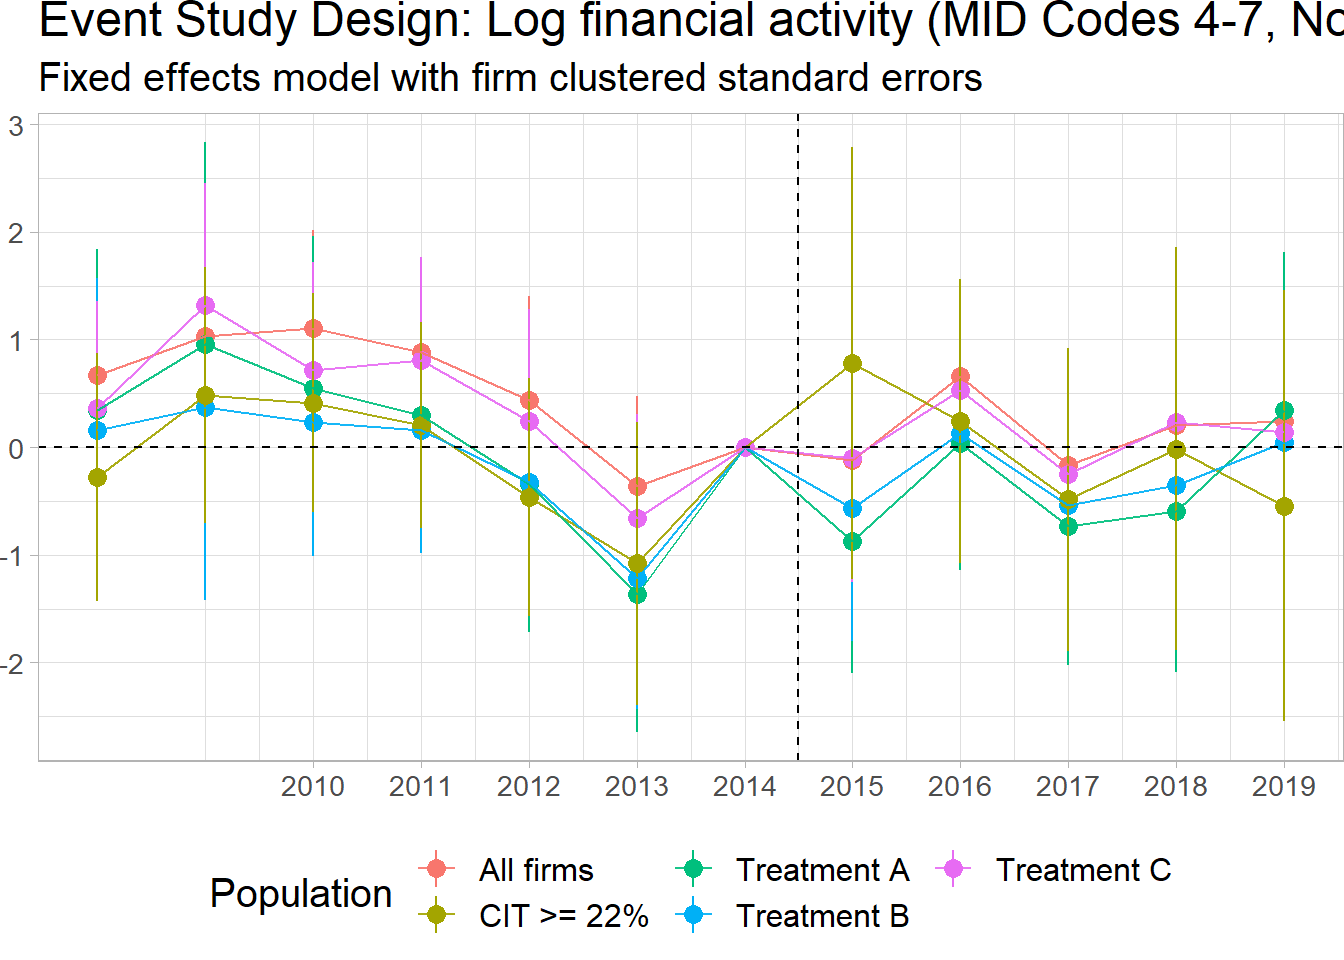 Event Study Design: Log financial activity (MID Codes 4-7, No
Fixed effects model with firm clustered standard errors
3
2
1
0
-1
-2
2010 2011 2012 2013 2014 2015 2016 2017 2018 2019
Population
All firms
Treatment A
Treatment C
CIT >= 22%
Treatment B